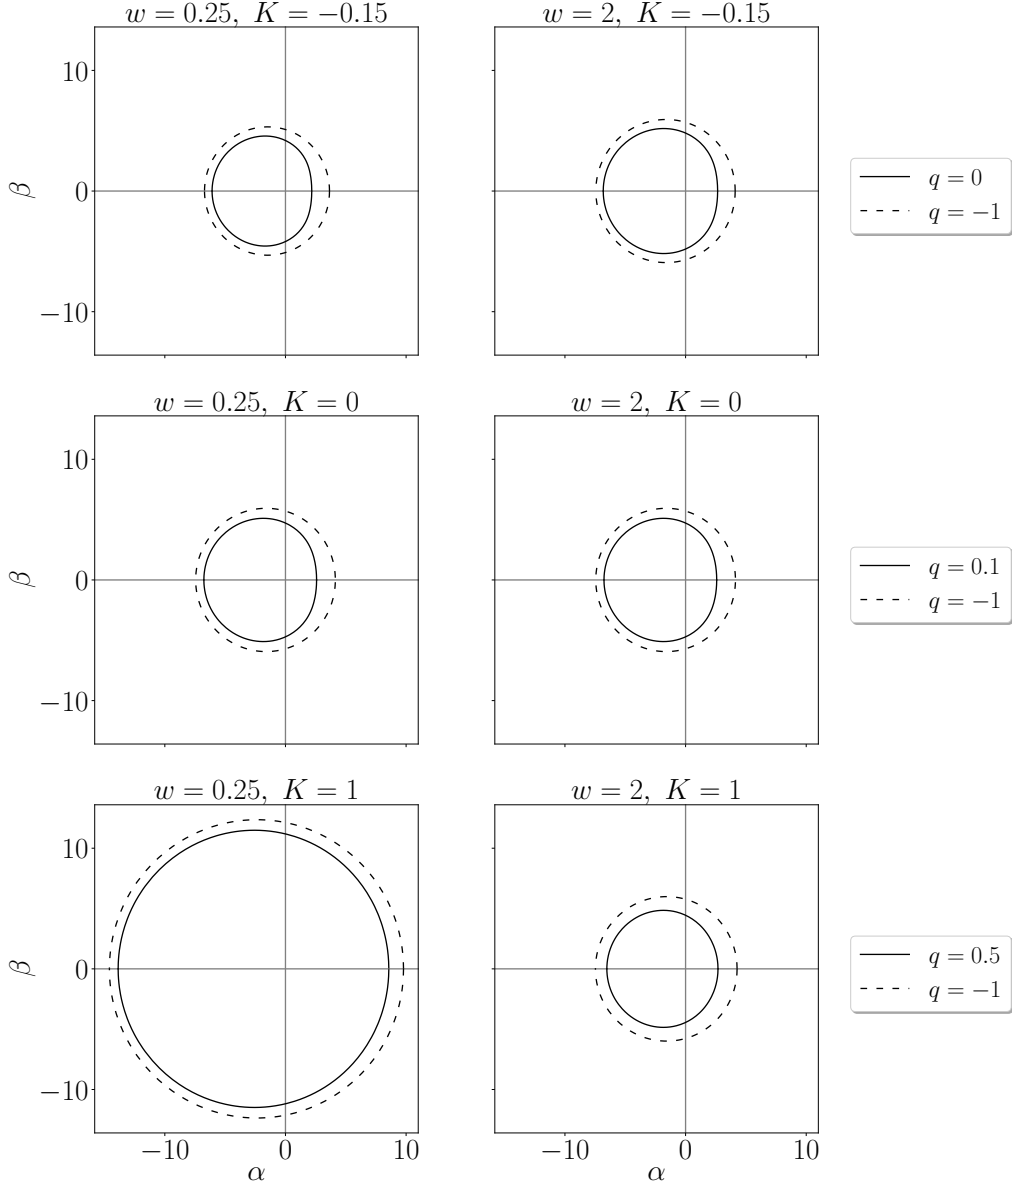 w = 0.25, K = −0.15
w = 2, K = −0.15
10
β
0
−10
q = 0
q = −1
w = 0.25, K = 0
w = 2, K = 0
10
β
0
−10
q = 0.1
q = −1
w = 0.25, K = 1
w = 2, K = 1
10
β
0
−10
q = 0.5
q = −1
−10 0 10
−10 0 10
α
α